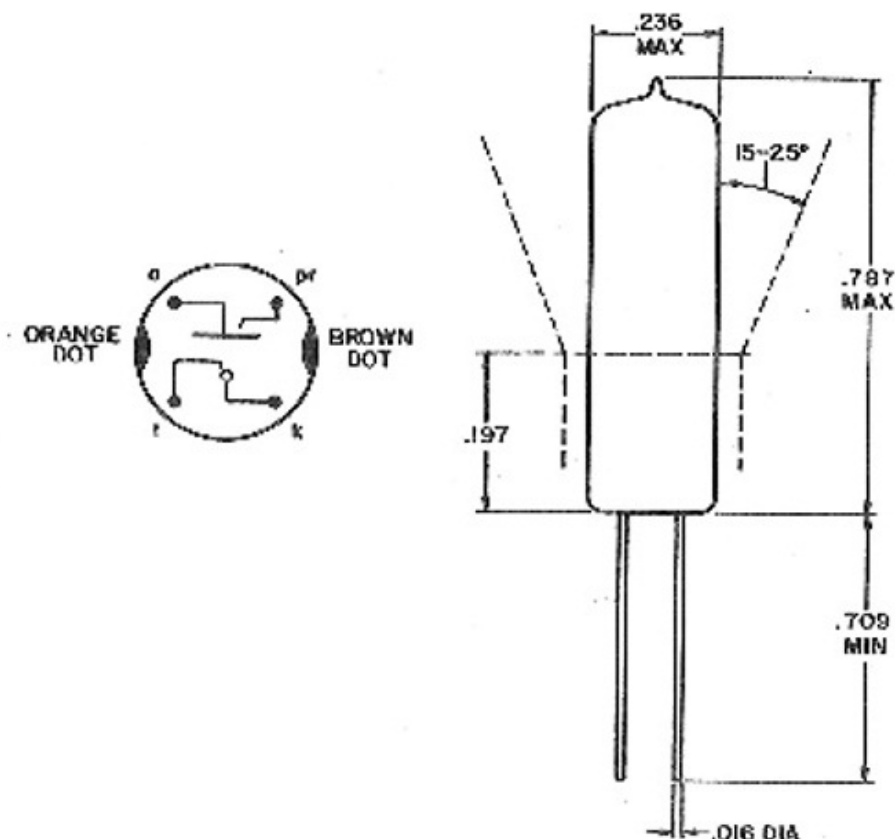 .236
MAX
15-25°
a
pr
.787
MAX
ORANGE
DOT
BROWN
DOT
.197
t
k
.709
MIN
.016 DIA